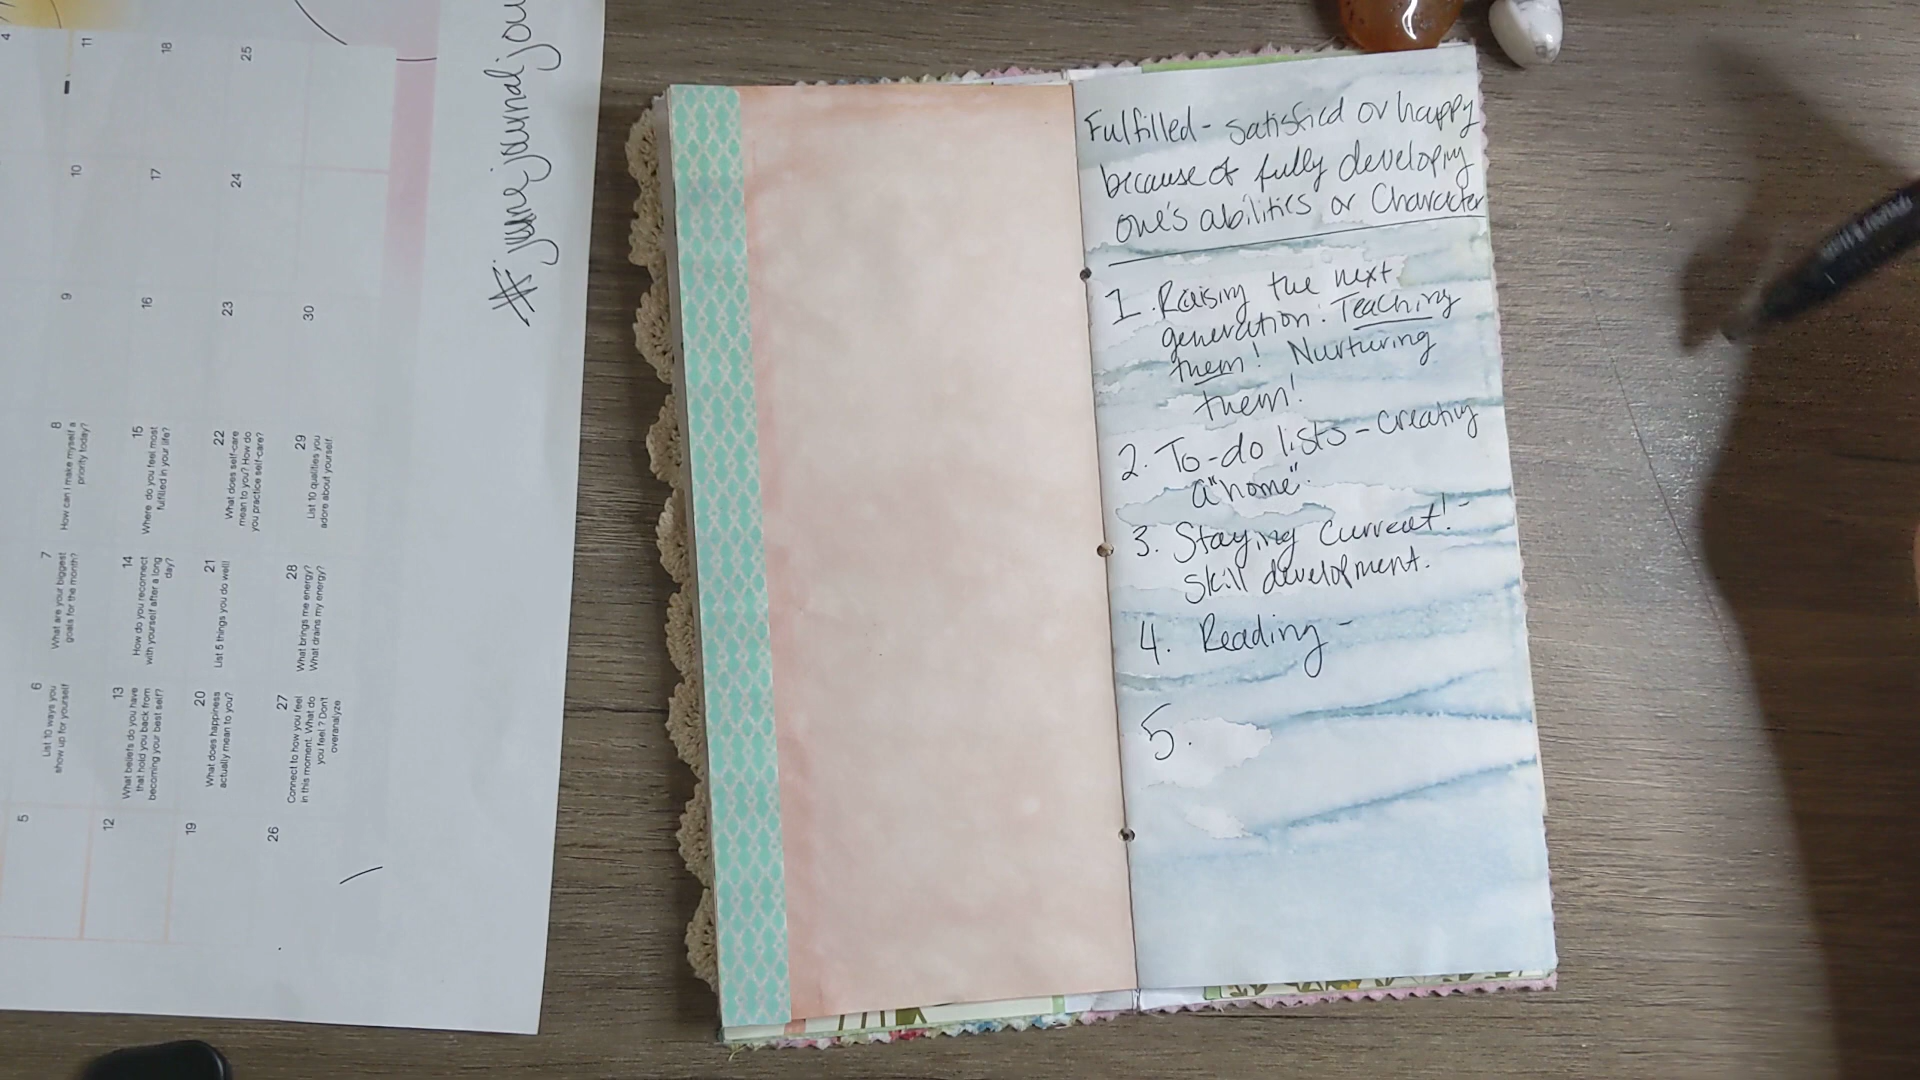 Fulfilled - satisfied or happy
because of fully developing
one's abilities or Character
1. Raising the next
generation. Teaching
them! Nurturing
them!
2. To-do lists - creating
a "home".
3. Staying Current! -
skill development.
4. Reading -
5.
#junejournaljou
4
5
6
List 10 ways you
show up for yourself
7
What are your biggest
goals for the month?
8
How can I make myself a
priority today?
9
10
11
12
13
What beliefs do you have
that hold you back from
becoming your best self?
14
How do you reconnect
with yourself after a long
day?
15
Where do you feel most
fulfilled in your life?
16
17
18
19
20
What does happiness
actually mean to you?
21
List 5 things you do well!
22
What does self-care
mean to you? How do
you practice self-care?
23
24
25
26
27
Connect to how you feel
in this moment. What do
you feel? Don't
overanalyze
28
What brings me energy?
What drains my energy?
29
List 10 qualities you
adore about yourself.
30